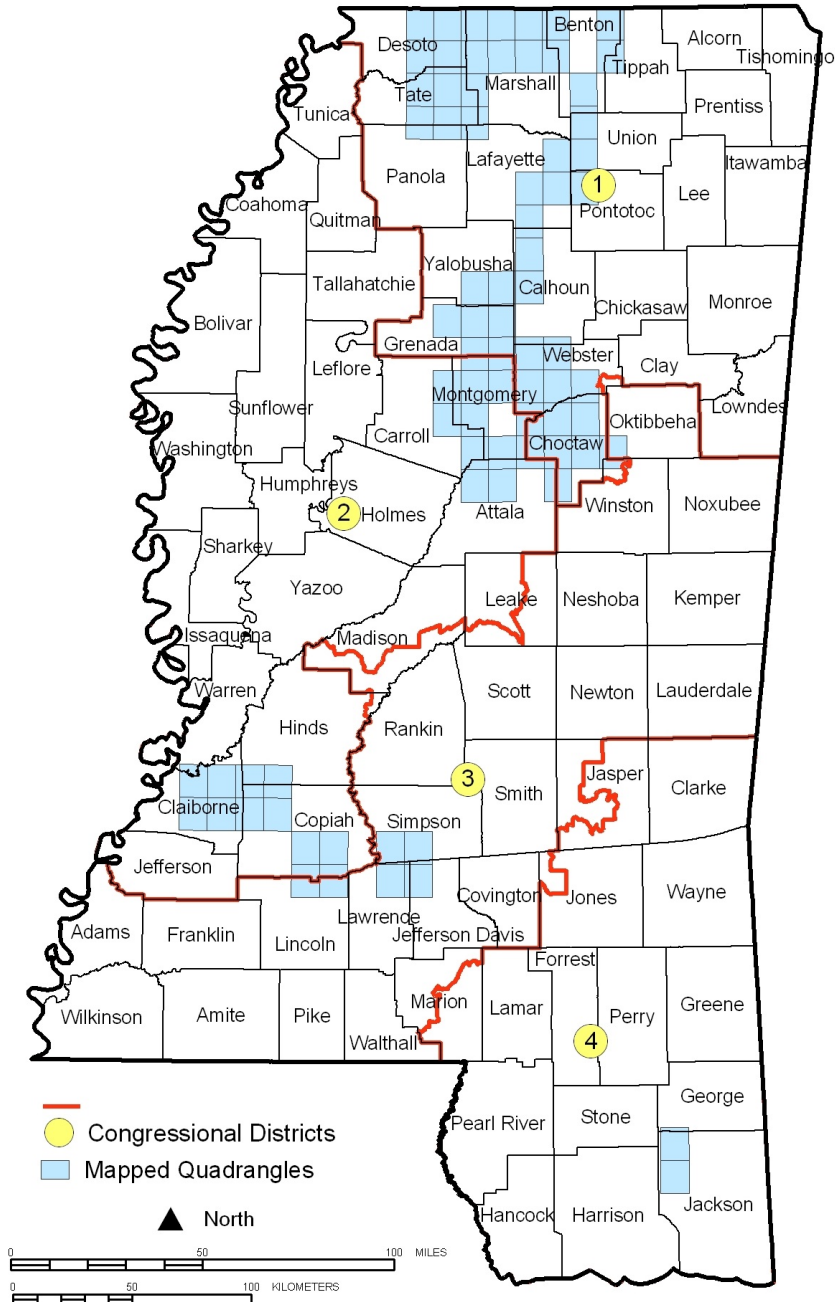 Desoto
Benton
Alcorn
Tishomingo
Tippah
Marshall
Tate
Tunica
Prentiss
Union
Lafayette
Itawamba
Panola
1
Lee
Coahoma
Quitman
Pontotoc
Yalobusha
Tallahatchie
Calhoun
Chickasaw
Monroe
Bolivar
Grenada
Webster
Clay
Leflore
Montgomery
Sunflower
Lowndes
Oktibbeha
Carroll
Choctaw
Washington
Humphreys
2
Holmes
Attala
Winston
Noxubee
Sharkey
Yazoo
Leake
Neshoba
Kemper
Issaquena
Madison
Warren
Scott
Newton
Lauderdale
Hinds
Rankin
3
Jasper
Smith
Clarke
Claiborne
Copiah
Simpson
Jefferson
Covington
Jones
Wayne
Lawrence
Adams
Franklin
Lincoln
Jefferson Davis
Forrest
Marion
Lamar
Perry
Greene
Wilkinson
Amite
Pike
Walthall
4
George
Pearl River
Stone
Congressional Districts
Mapped Quadrangles
Jackson
North
Hancock
Harrison
0 50 100 MILES
0 50 100 KILOMETERS